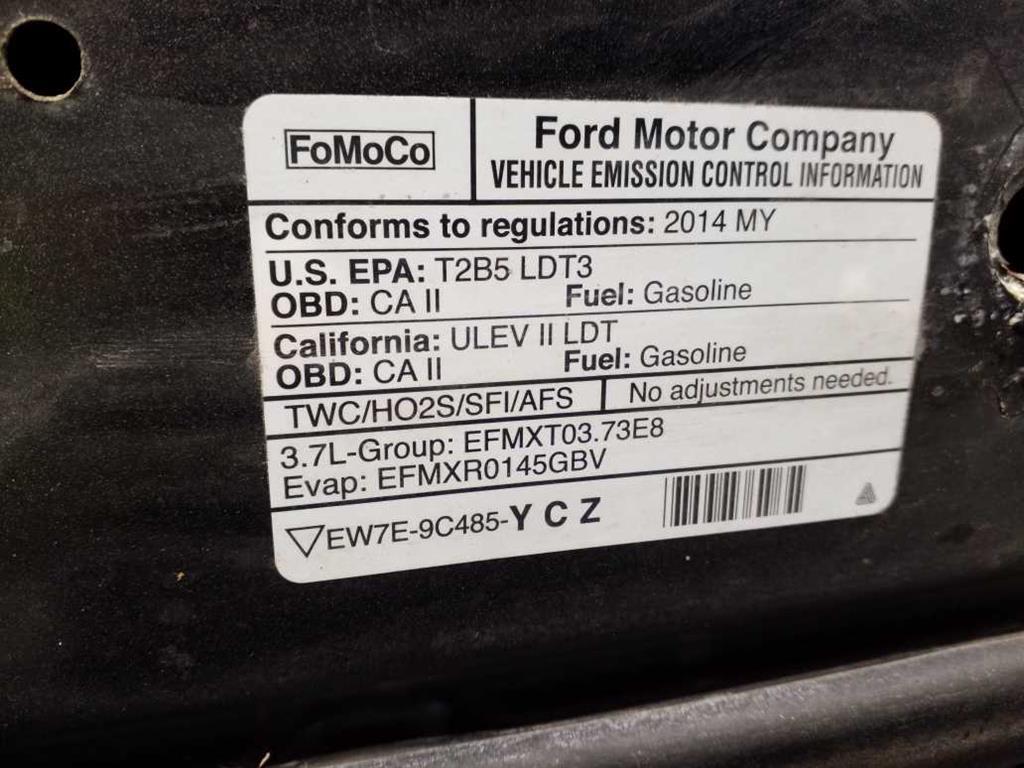 FoMoCo
Ford Motor Company
VEHICLE EMISSION CONTROL INFORMATION
Conforms to regulations: 2014 MY
U.S. EPA: T2B5 LDT3
OBD: CA II Fuel: Gasoline
California: ULEV II LDT
OBD: CA II Fuel: Gasoline
TWC/HO2S/SFI/AFS No adjustments needed.
3.7L-Group: EFMXT03.73E8
Evap: EFMXR0145GBV
EW7E-9C485-Y C Z